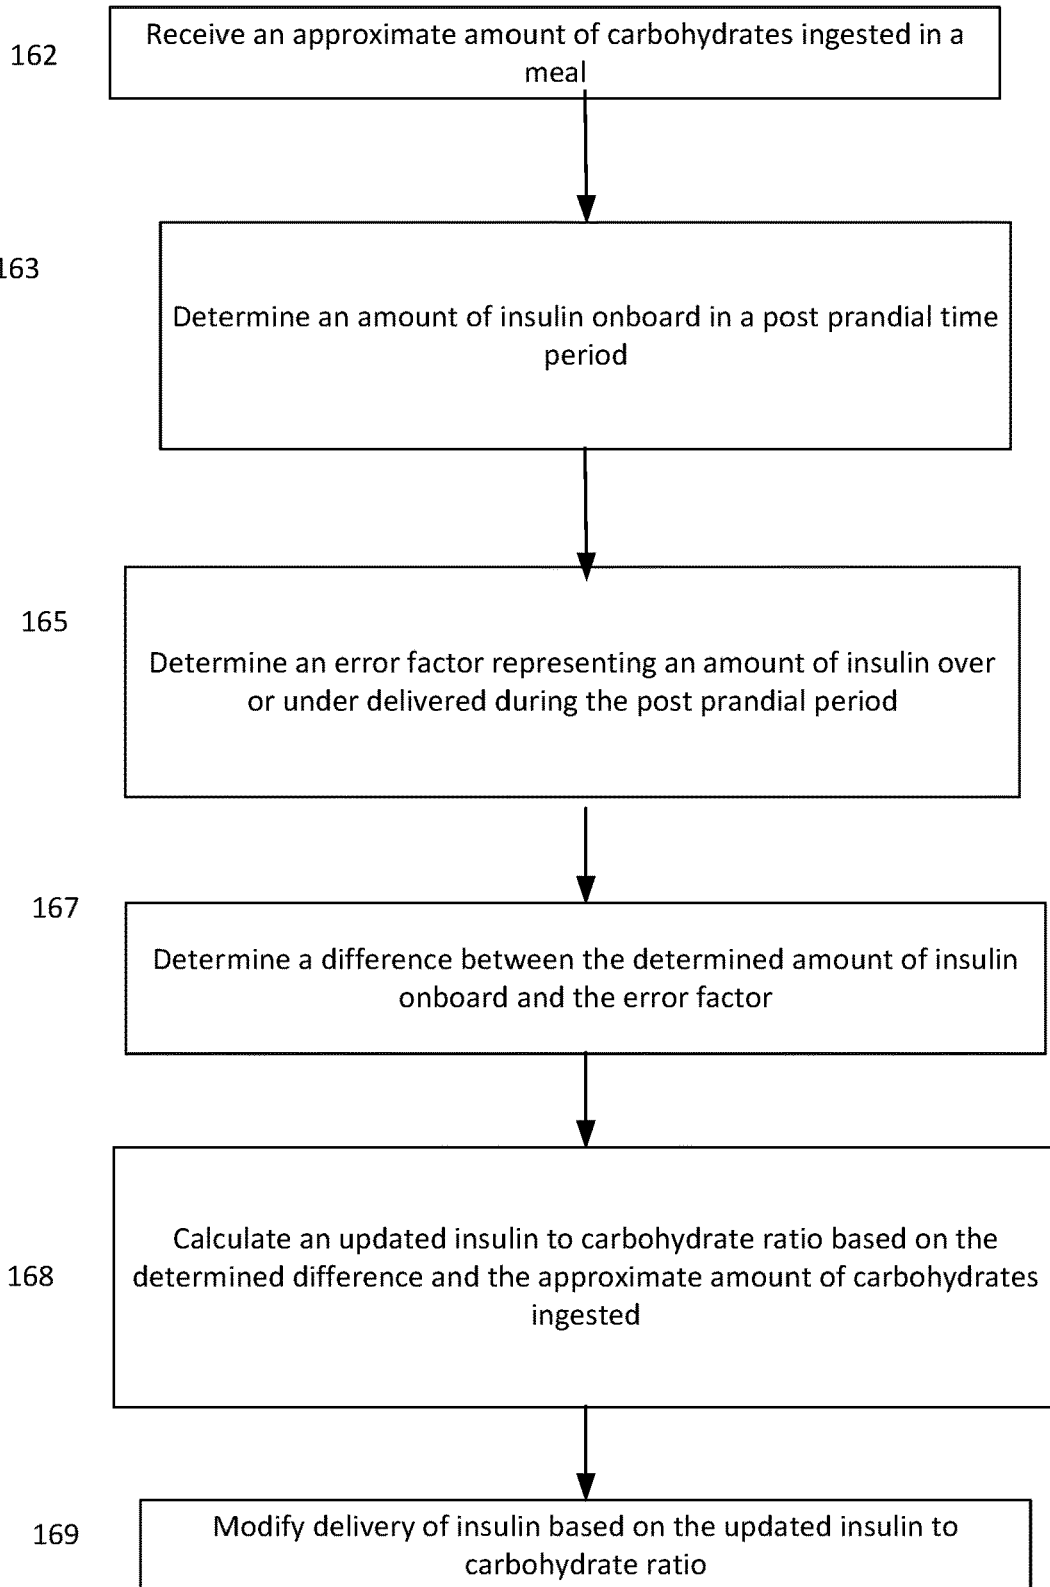 162
Receive an approximate amount of carbohydrates ingested in a
meal
163
Determine an amount of insulin onboard in a post prandial time
period
165
Determine an error factor representing an amount of insulin over
or under delivered during the post prandial period
167
Determine a difference between the determined amount of insulin
onboard and the error factor
168
Calculate an updated insulin to carbohydrate ratio based on the
determined difference and the approximate amount of carbohydrates
ingested
169
Modify delivery of insulin based on the updated insulin to
carbohydrate ratio